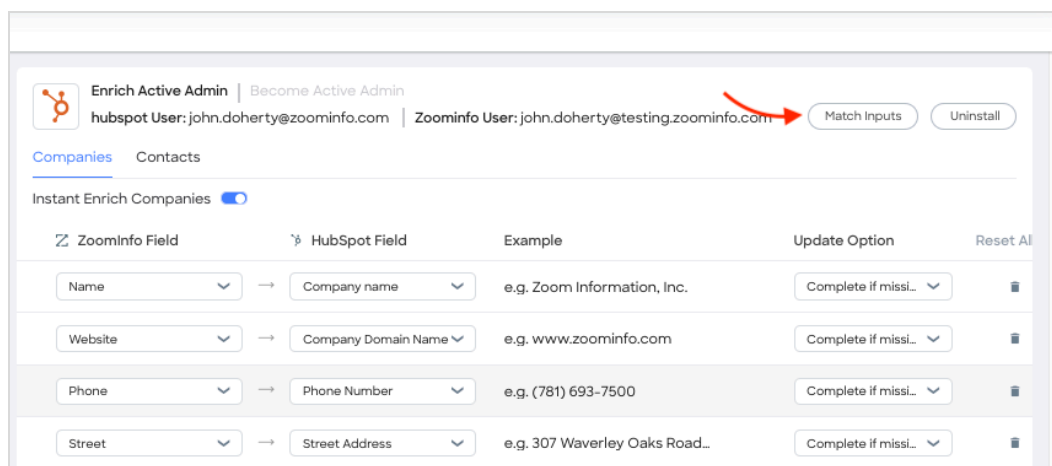 Enrich Active Admin | Become Active Admin
hubspot User: john.doherty@zoominfo.com | Zoominfo User: john.doherty@testing.zoominfo.com Match Inputs Uninstall
Companies Contacts
Instant Enrich Companies
ZoomInfo Field HubSpot Field Example Update Option Reset All
Name → Company name e.g. Zoom Information, Inc. Complete if missi...
Website → Company Domain Name e.g. www.zoominfo.com Complete if missi...
Phone → Phone Number e.g. (781) 693-7500 Complete if missi...
Street → Street Address e.g. 307 Waverley Oaks Road... Complete if missi...